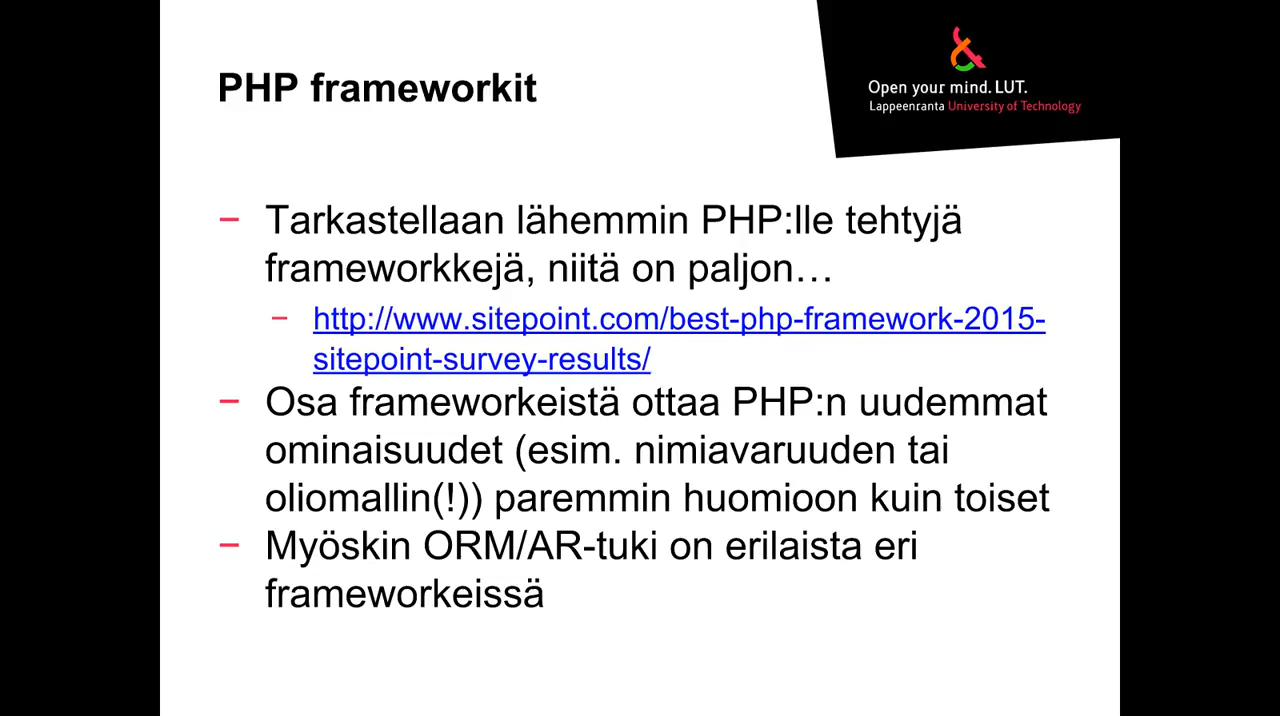 PHP frameworkit
Open your mind. LUT.
Lappeenranta University of Technology
− Tarkastellaan lähemmin PHP:lle tehtyjä
frameworkkejä, niitä on paljon…
− http://www.sitepoint.com/best-php-framework-2015-
sitepoint-survey-results/
− Osa frameworkeistä ottaa PHP:n uudemmat
ominaisuudet (esim. nimiavaruuden tai
oliomallin(!)) paremmin huomioon kuin toiset
− Myöskin ORM/AR-tuki on erilaista eri
frameworkeissä